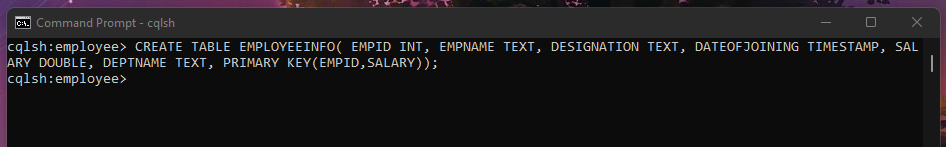 Command Prompt - cqlsh
cqlsh:employee> CREATE TABLE EMPLOYEEINFO( EMPID INT, EMPNAME TEXT, DESIGNATION TEXT, DATEOFJOINING TIMESTAMP, SAL
ARY DOUBLE, DEPTNAME TEXT, PRIMARY KEY(EMPID,SALARY));
cqlsh:employee>